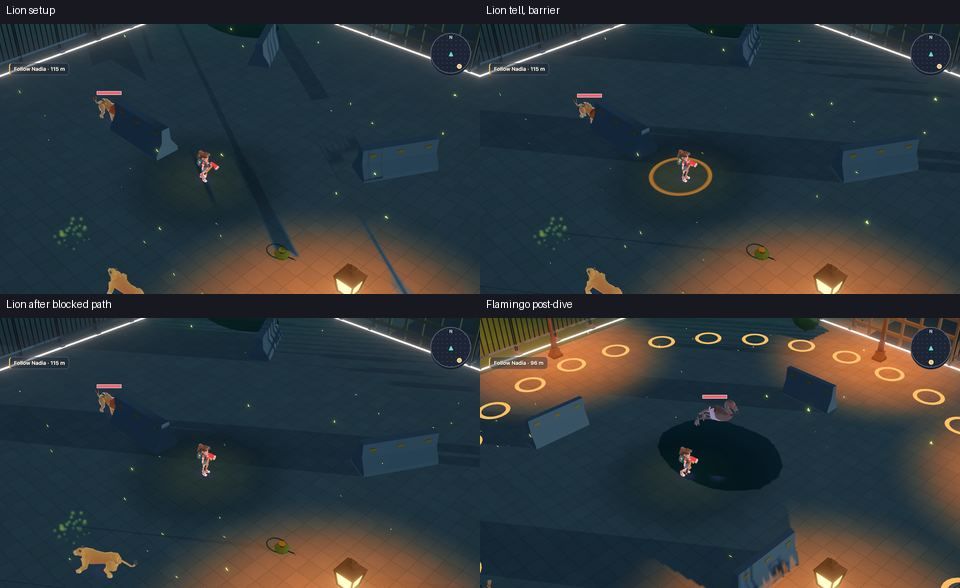 Lion setup
Lion tell, barrier
N
Follow Nadia · 115 m
N
Follow Nadia · 115 m
Lion after blocked path
Flamingo post-dive
N
Follow Nadia · 115 m
N
Follow Nadia · 96 m